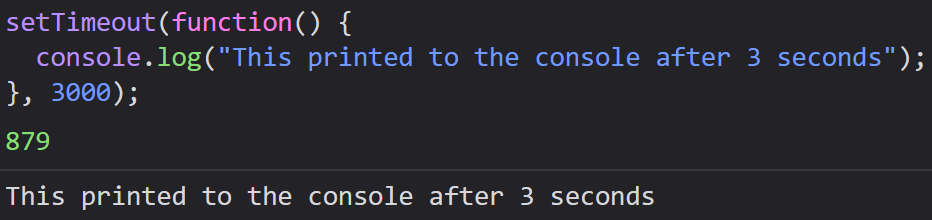 setTimeout(function() {
  console.log("This printed to the console after 3 seconds");
}, 3000);
879
This printed to the console after 3 seconds